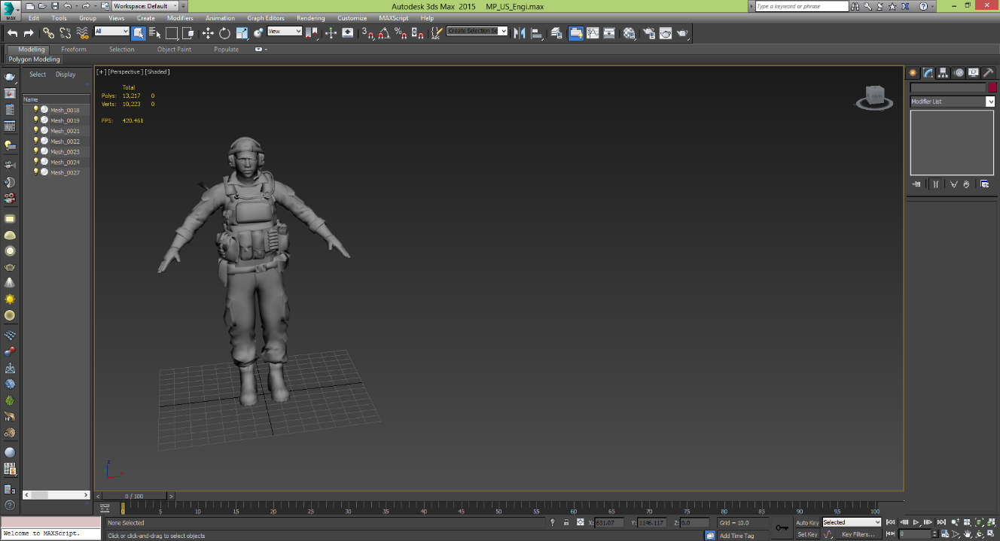 Workspace: Default
Autodesk 3ds Max 2015 MP_US_Engi.max
Type a keyword or phrase
MAX
Edit Tools Group Views Create Modifiers Animation Graph Editors Rendering Customize MAXScript Help
All
View
Create Selection Se
Modeling Freeform Selection Object Paint Populate
Polygon Modeling
Select Display
[+] [Perspective] [Shaded]
Name
Mesh_0018
Mesh_0019
Mesh_0021
Mesh_0022
Mesh_0023
Mesh_0024
Mesh_0027
Total
Polys: 13,217 0
Verts: 10,223 0
FPS: 420.461
Modifier List
z
0 / 100
0 5 10 15 20 25 30 35 40 45 50 55 60 65 70 75 80 85 90 95 100
None Selected
X: 631.07 Y: 1146.117 Z: 0.0
Grid = 10.0
Auto Key Selected
Welcome to MAXScript.
Click or click-and-drag to select objects
Add Time Tag
Set Key Key Filters...
0